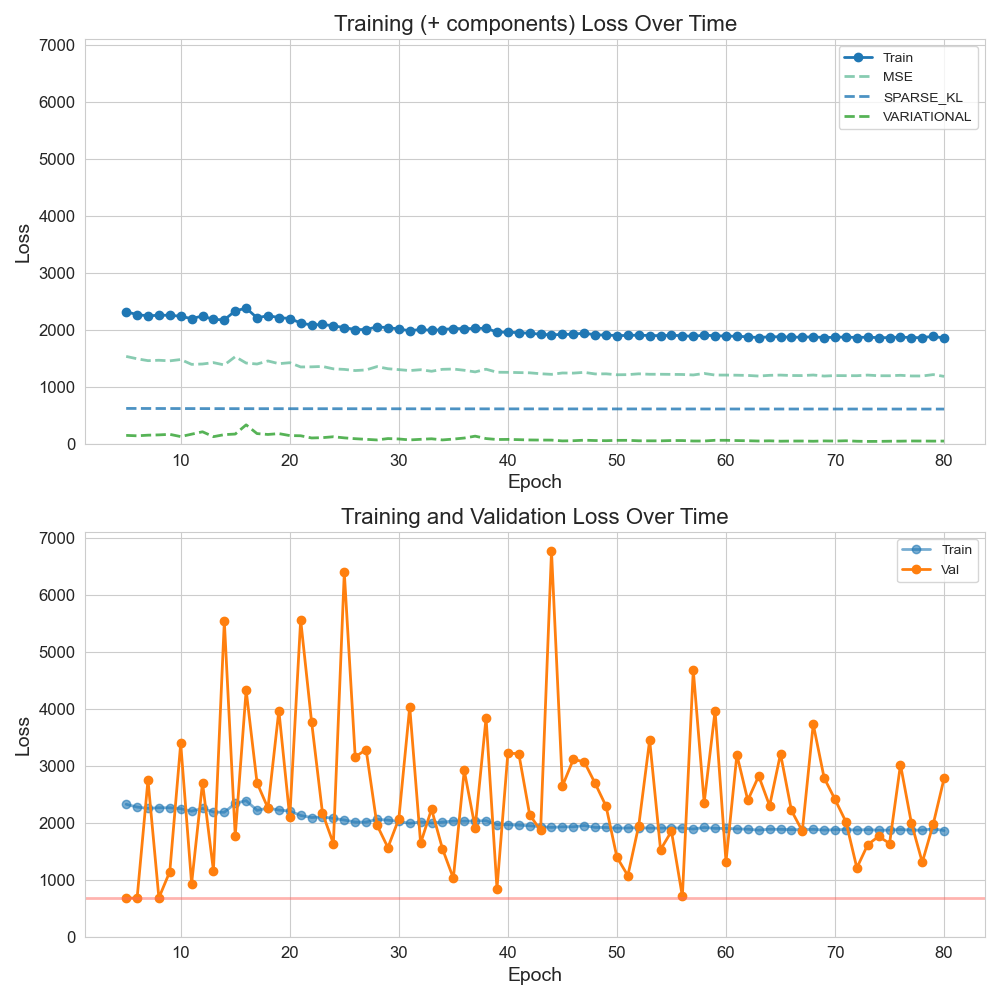 Training (+ components) Loss Over Time
7000
6000
5000
4000
3000
2000
1000
0
Loss
Train
MSE
SPARSE_KL
VARIATIONAL
10 20 30 40 50 60 70 80
Epoch
Training and Validation Loss Over Time
7000
6000
5000
4000
3000
2000
1000
0
Loss
Train
Val
10 20 30 40 50 60 70 80
Epoch